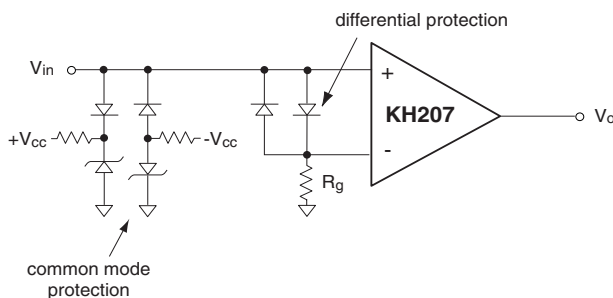 differential protection
Vin
+
KH207
Vo
+Vcc
-Vcc
-
Rg
common mode
protection